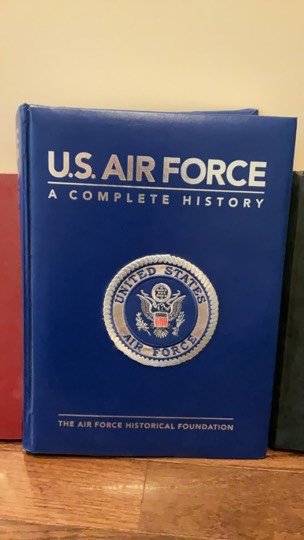 U.S. AIR FORCE
A COMPLETE HISTORY
UNITED STATES
AIR FORCE
THE AIR FORCE HISTORICAL FOUNDATION